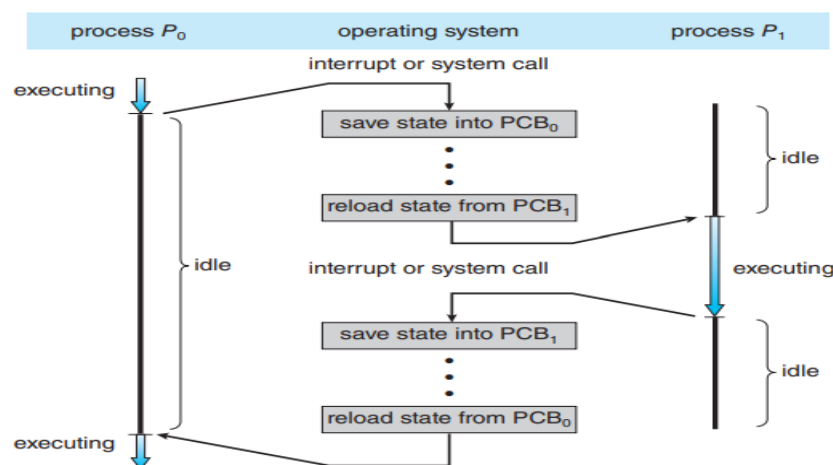 process P₀ operating system process P₁
interrupt or system call
executing
save state into PCB₀
idle
reload state from PCB₁
idle
interrupt or system call
executing
save state into PCB₁
idle
reload state from PCB₀
executing